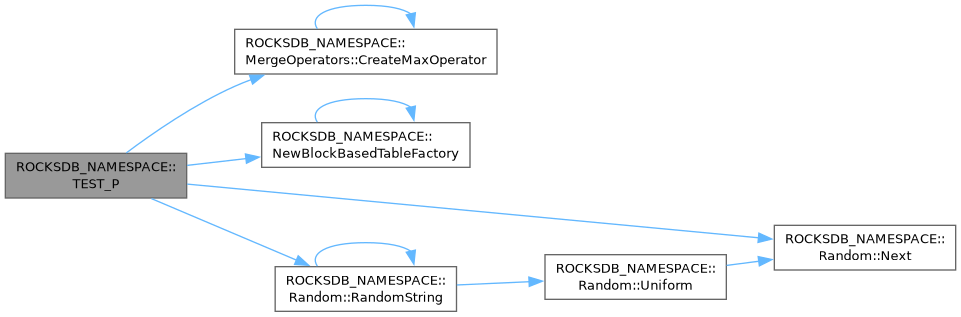 ROCKSDB_NAMESPACE::
MergeOperators::CreateMaxOperator
ROCKSDB_NAMESPACE::
NewBlockBasedTableFactory
ROCKSDB_NAMESPACE::
TEST_P
ROCKSDB_NAMESPACE::
Random::Next
ROCKSDB_NAMESPACE::
Random::RandomString
ROCKSDB_NAMESPACE::
Random::Uniform